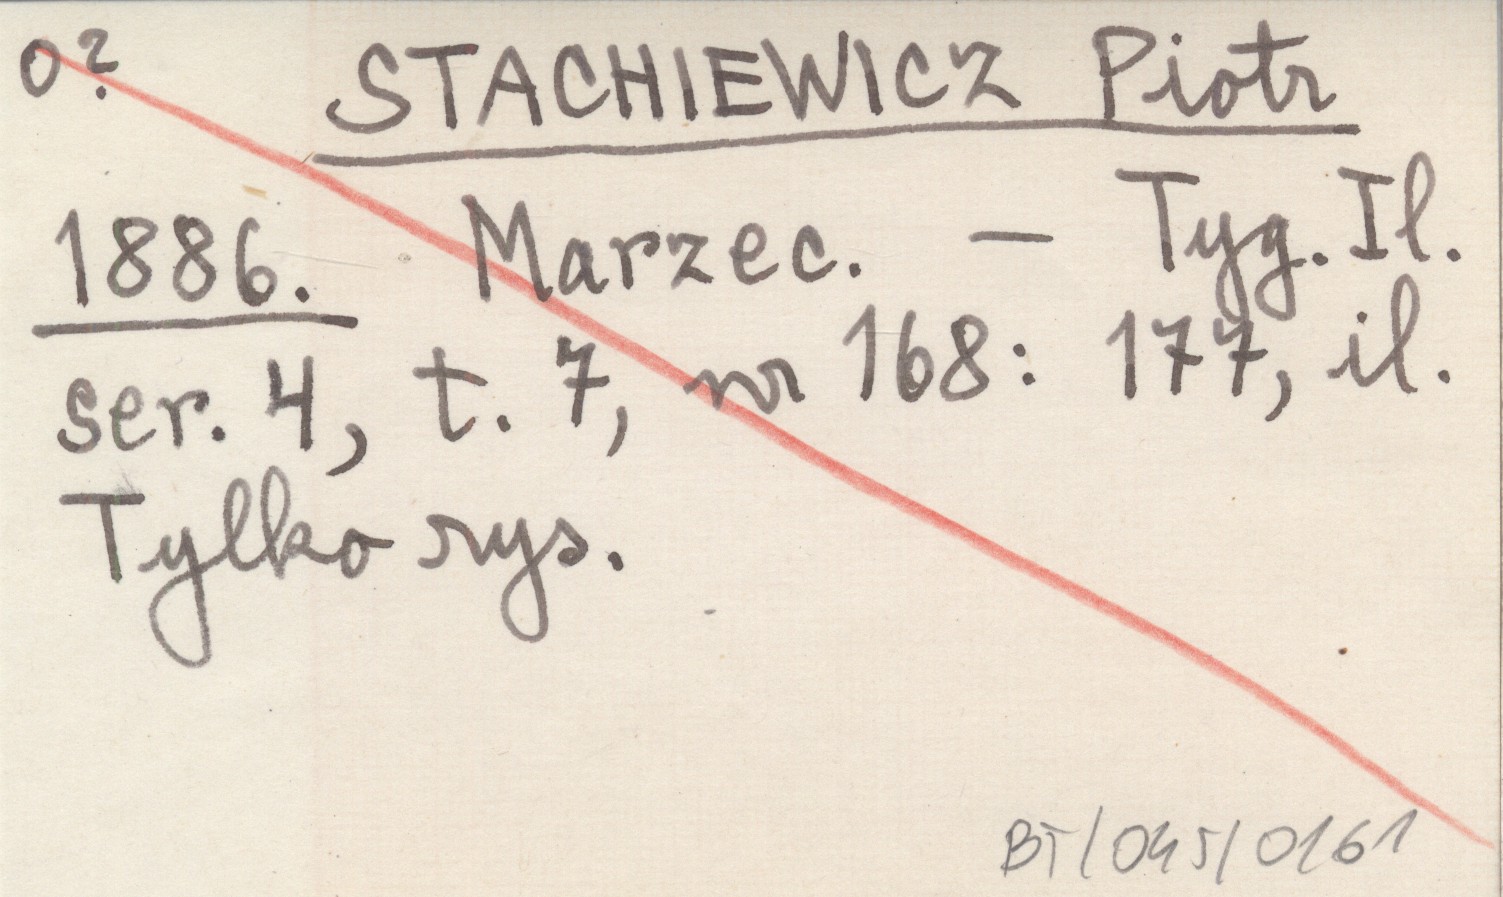 0? STACHIEWICZ Piotr
1886. Marzec. — Tyg. Il.
ser. 4, t. 7, nr 168: 177, il.
Tylko rys.
BT/045/0161